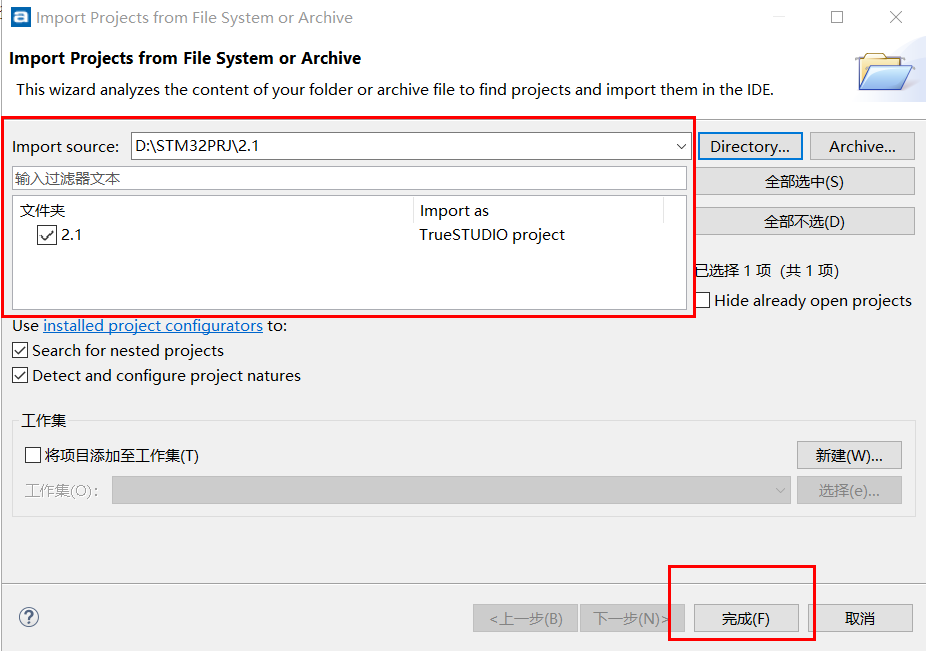 Import Projects from File System or Archive
Import Projects from File System or Archive
This wizard analyzes the content of your folder or archive file to find projects and import them in the IDE.
Import source: D:\STM32PRJ\2.1 Directory... Archive...
输入过滤器文本 全部选中(S)
文件夹 Import as 全部不选(D)
2.1 TrueSTUDIO project
已选择 1 项（共 1 项）
Hide already open projects
Use installed project configurators to:
Search for nested projects
Detect and configure project natures
工作集
将项目添加至工作集(T) 新建(W)...
工作集(O)： 选择(e)...
<上一步(B) 下一步(N)> 完成(F) 取消